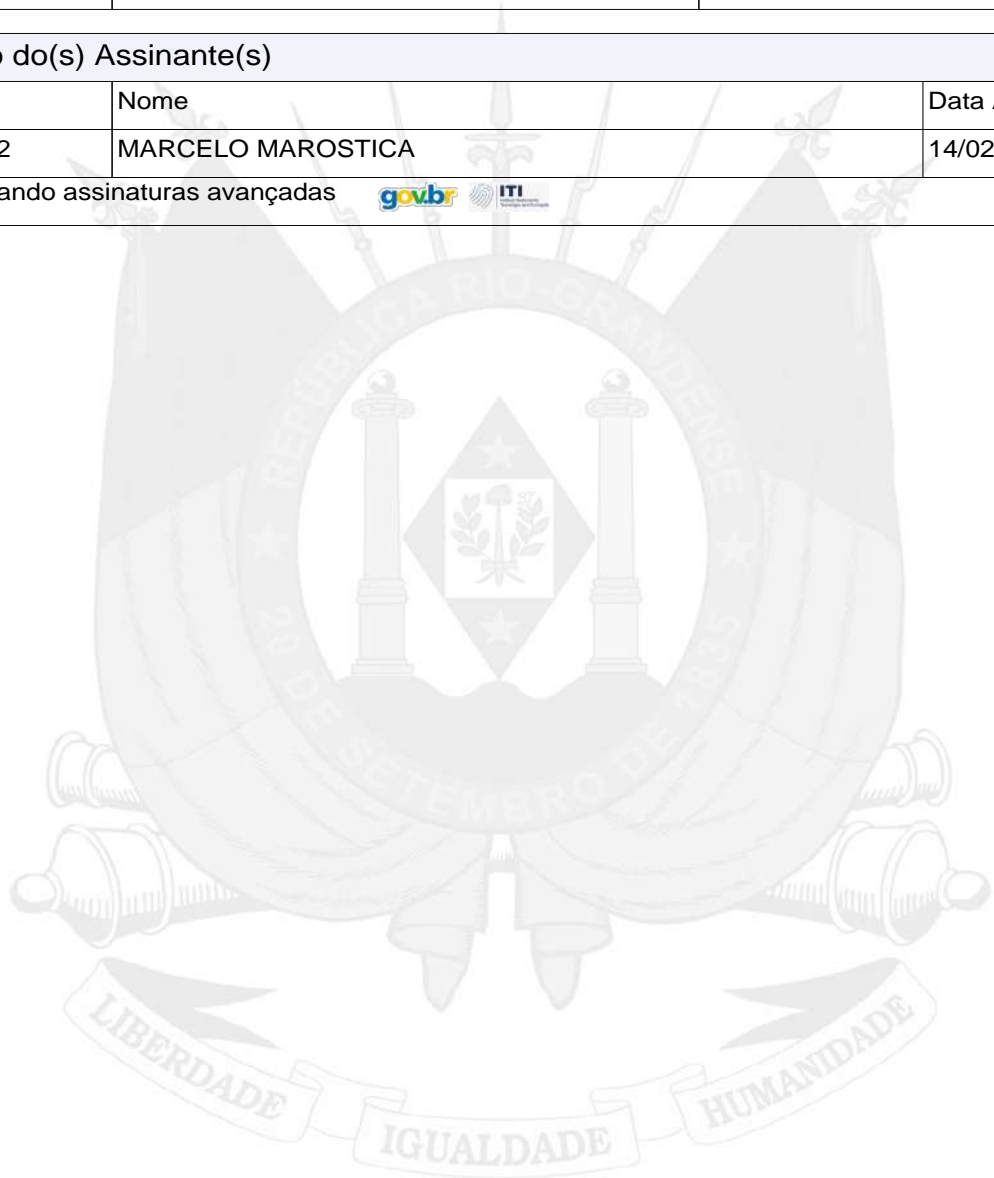 o do(s) Assinante(s)
Nome Data
2 MARCELO MAROSTICA 14/02
ando assinaturas avançadas gov.br ITI
REPÚBLICA RIO-GRANDENSE
20 DE SETEMBRO DE 1835
LIBERDADE IGUALDADE HUMANIDADE